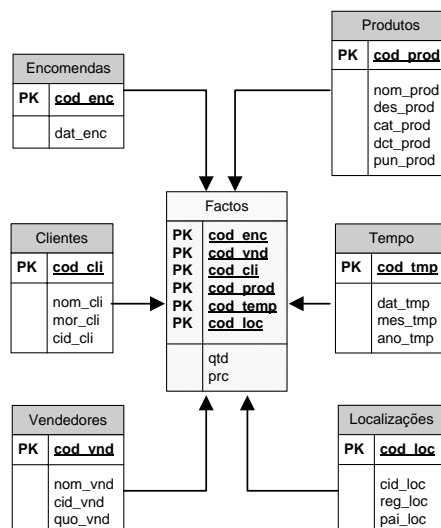 Encomendas
PK cod_enc
dat_enc
Produtos
PK cod_prod
nom_prod
des_prod
cat_prod
dct_prod
pun_prod
Factos
PK cod_enc
PK cod_vnd
PK cod_cli
PK cod_prod
PK cod_temp
PK cod_loc
qtd
prc
Clientes
PK cod_cli
nom_cli
mor_cli
cid_cli
Tempo
PK cod_tmp
dat_tmp
mes_tmp
ano_tmp
Vendedores
PK cod_vnd
nom_vnd
cid_vnd
quo_vnd
Localizações
PK cod_loc
cid_loc
reg_loc
pai_loc